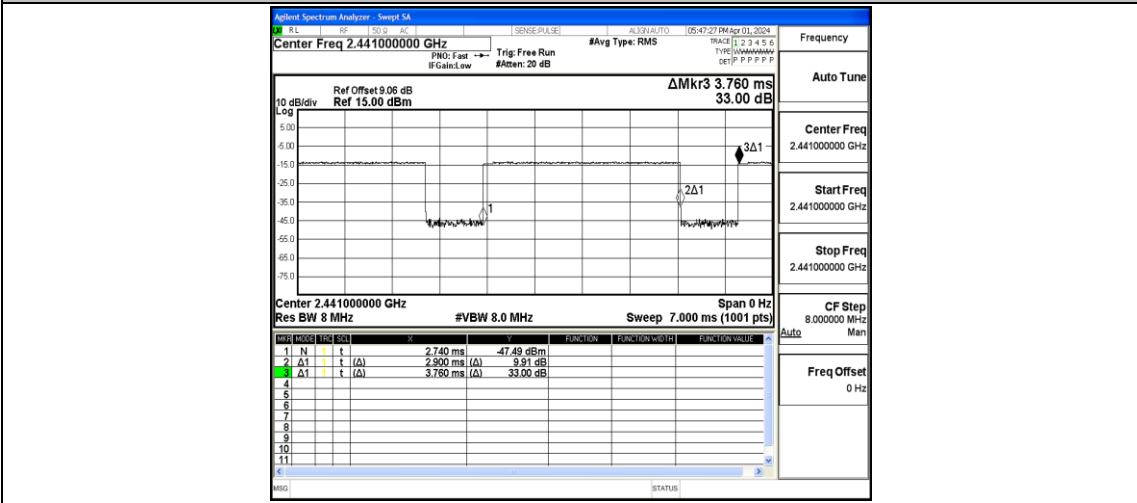 Agilent Spectrum Analyzer - Swept SA
RL RF 50 Ω AC SENSE:PULSE ALIGNAUTO 05:47:27 PM Apr 01, 2024
Center Freq 2.441000000 GHz #Avg Type: RMS TRACE 1 2 3 4 5 6
PNO: Fast Trig: Free Run TYPE
IFGain:Low #Atten: 20 dB DET P P P P P P
ΔMkr3 3.760 ms
33.00 dB
Ref Offset 9.06 dB
10 dB/div Ref 15.00 dBm
Log
5.00
-5.00
-15.0
-25.0
-35.0
-45.0
-55.0
-65.0
-75.0
1
2Δ1
3Δ1
Center 2.441000000 GHz Span 0 Hz
Res BW 8 MHz #VBW 8.0 MHz Sweep 7.000 ms (1001 pts)
MKR MODE TRC SCL X Y FUNCTION FUNCTION WIDTH FUNCTION VALUE
1 N 1 t 2.740 ms -47.49 dBm
2 Δ1 1 t (Δ) 2.900 ms (Δ) 9.91 dB
3 Δ1 1 t (Δ) 3.760 ms (Δ) 33.00 dB
4
5
6
7
8
9
10
11
MSG STATUS
Frequency
Auto Tune
Center Freq
2.441000000 GHz
Start Freq
2.441000000 GHz
Stop Freq
2.441000000 GHz
CF Step
8.000000 MHz
Auto Man
Freq Offset
0 Hz